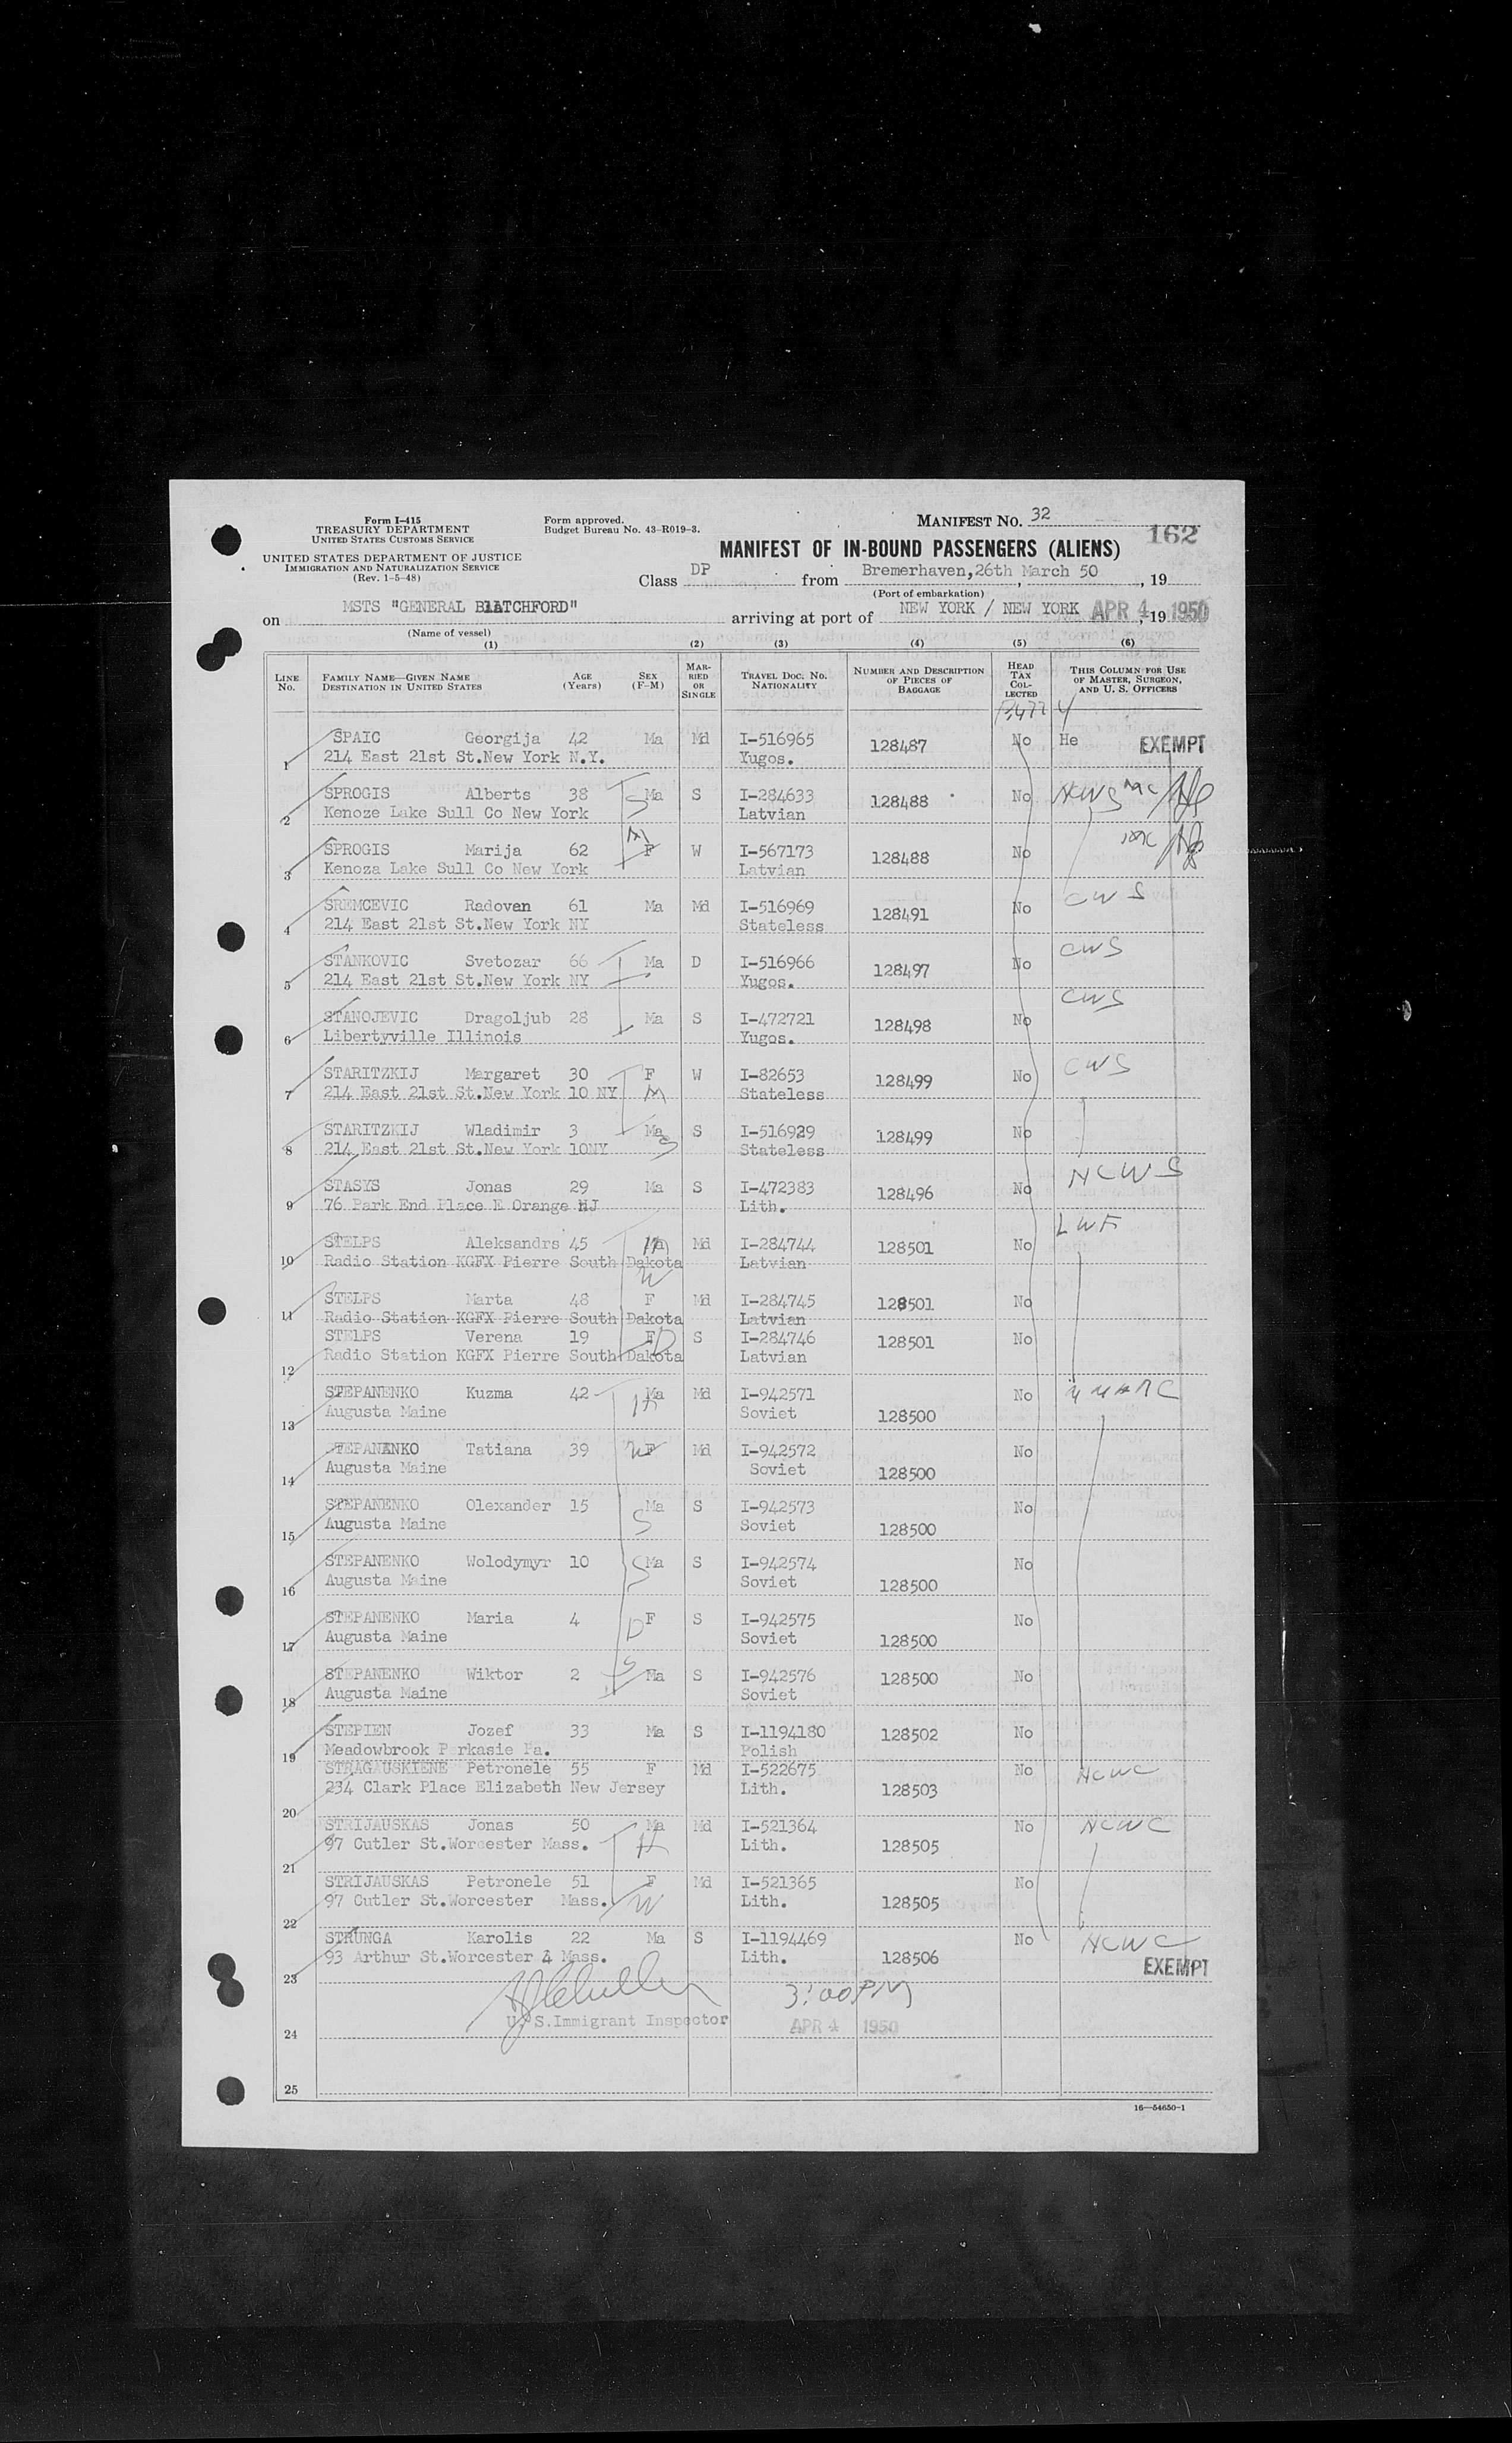 Form I-415
TREASURY DEPARTMENT
UNITED STATES CUSTOMS SERVICE
UNITED STATES DEPARTMENT OF JUSTICE
IMMIGRATION AND NATURALIZATION SERVICE
(Rev. 1-5-48)
Form approved.
Budget Bureau No. 43-R019-3.
MANIFEST NO. 32
162
MANIFEST OF IN-BOUND PASSENGERS (ALIENS)
Class DP from Bremerhaven,26th March 50, 19
(Port of embarkation)
on MSTS "GENERAL BLATCHFORD" arriving at port of NEW YORK / NEW YORK APR 4, 19 1950
(Name of vessel)
(1) (2) (3) (4) (5) (6)
LINE NO. FAMILY NAME—GIVEN NAME DESTINATION IN UNITED STATES AGE (Years) SEX (F-M) MARRIED OR SINGLE TRAVEL DOC. NO. NATIONALITY NUMBER AND DESCRIPTION OF PIECES OF BAGGAGE HEAD TAX COLLECTED THIS COLUMN FOR USE OF MASTER, SURGEON, AND U. S. OFFICERS
1 SPAIC Georgija 42 Ma Md I-516965 128487 No He EXEMPT
214 East 21st St.New York N.Y. Yugos.
2 SPROGIS Alberts 38 S Ma S I-284633 128488 No
Kenoze Lake Sull Co New York Latvian
3 SPROGIS Marija 62 M F W I-567173 128488 No
Kenoza Lake Sull Co New York Latvian
4 SREMCEVIC Radoven 61 Ma Md I-516969 128491 No CWS
214 East 21st St.New York NY Stateless
5 STANKOVIC Svetozar 66 Ma D I-516966 128497 No CWS
214 East 21st St.New York NY Yugos.
6 STANOJEVIC Dragoljub 28 Ma S I-472721 128498 No CWS
Libertyville Illinois Yugos.
7 STARITZKIJ Margaret 30 F W I-82653 128499 No CWS
214 East 21st St.New York 10 NY M Stateless
8 STARITZKIJ Wladimir 3 Ma S S I-516929 128499 No
214 East 21st St.New York 10NY Stateless
9 STASYS Jonas 29 Ma S I-472383 128496 No NCWS
76 Park End Place E Orange NJ Lith.
10 STELPS Aleksandrs 45 Ma Md I-284744 128501 No LWF
Radio Station KGFX Pierre South Dakota Latvian
W
11 STELPS Marta 48 F Md I-284745 128501 No
Radio Station KGFX Pierre South Dakota Latvian
12 STELPS Verena 19 F D S I-284746 128501 No
Radio Station KGFX Pierre South Dakota Latvian
13 STEPANENKO Kuzma 42 Ma Md I-942571 128500 No
Augusta Maine H Soviet
14 TEPANANKO Tatiana 39 W F Md I-942572 128500 No
Augusta Maine Soviet
15 STEPANENKO Olexander 15 Ma S I-942573 128500 No
Augusta Maine S Soviet
16 STEPANENKO Wolodymyr 10 S Ma S I-942574 128500 No
Augusta Maine Soviet
17 STEPANENKO Maria 4 D F S I-942575 128500 No
Augusta Maine Soviet
18 STEPANENKO Wiktor 2 S Ma S I-942576 128500 No
Augusta Maine Soviet
19 STEPIEN Jozef 33 Ma S I-1194180 128502 No
Meadowbrook P rkasie Pa. Polish
20 STRAGAUSKIENE Petronele 55 F Md I-522675 128503 No NCWC
234 Clark Place Elizabeth New Jersey Lith.
21 STRIJAUSKAS Jonas 50 Ma Md I-521364 128505 No NCWC
97 Cutler St.Worcester Mass. H Lith.
22 STRIJAUSKAS Petronele 51 F Md I-521365 128505 No
97 Cutler St.Worcester Mass. W Lith.
23 STRUNGA Karolis 22 Ma S I-1194469 128506 No NCWC
93 Arthur St.Worcester 4 Mass. Lith. EXEMPT
3:00PM
24 U. S.Immigrant Inspector APR 4 1950
25
16—54650-1